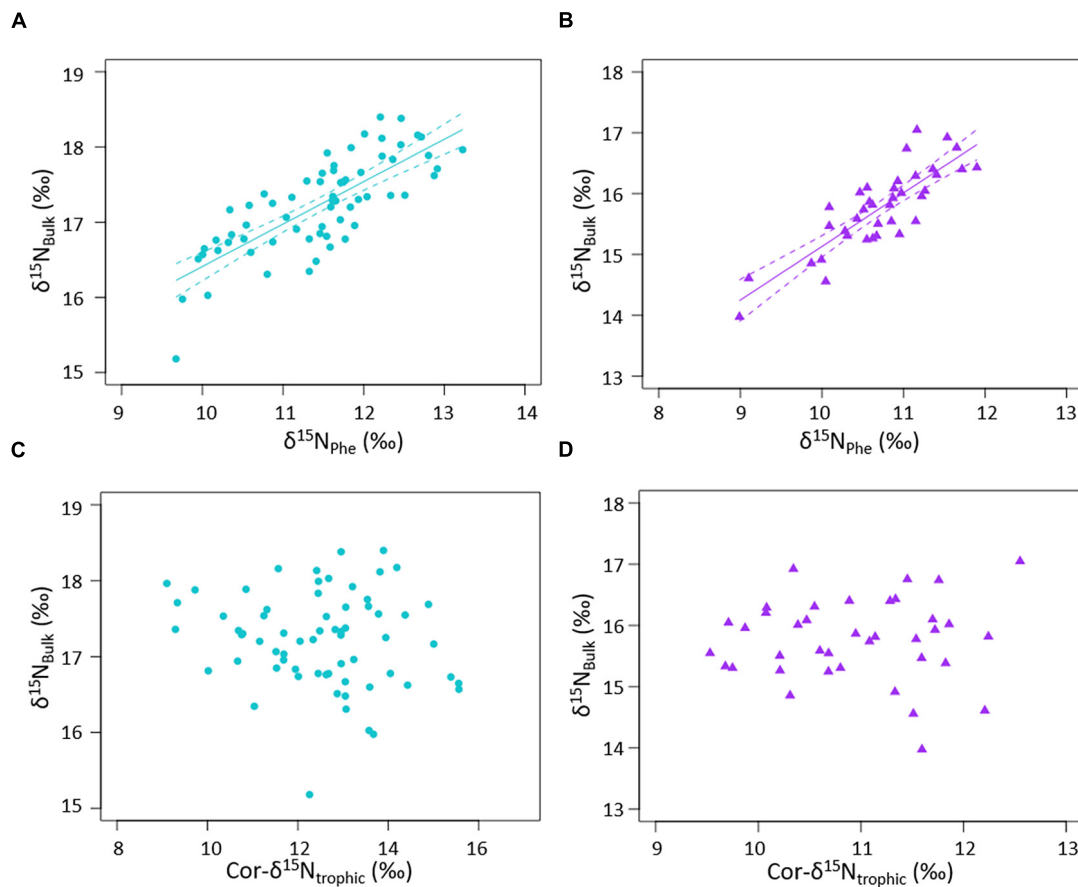 A
B
19
18
17
16
15
δ15NBulk (‰)
9 10 11 12 13 14
δ15NPhe (‰)
18
17
16
15
14
13
δ15NBulk (‰)
8 9 10 11 12 13
δ15NPhe (‰)
C
D
19
18
17
16
15
δ15NBulk (‰)
8 10 12 14 16
Cor-δ15Ntrophic (‰)
18
17
16
15
14
13
δ15NBulk (‰)
9 10 11 12 13
Cor-δ15Ntrophic (‰)